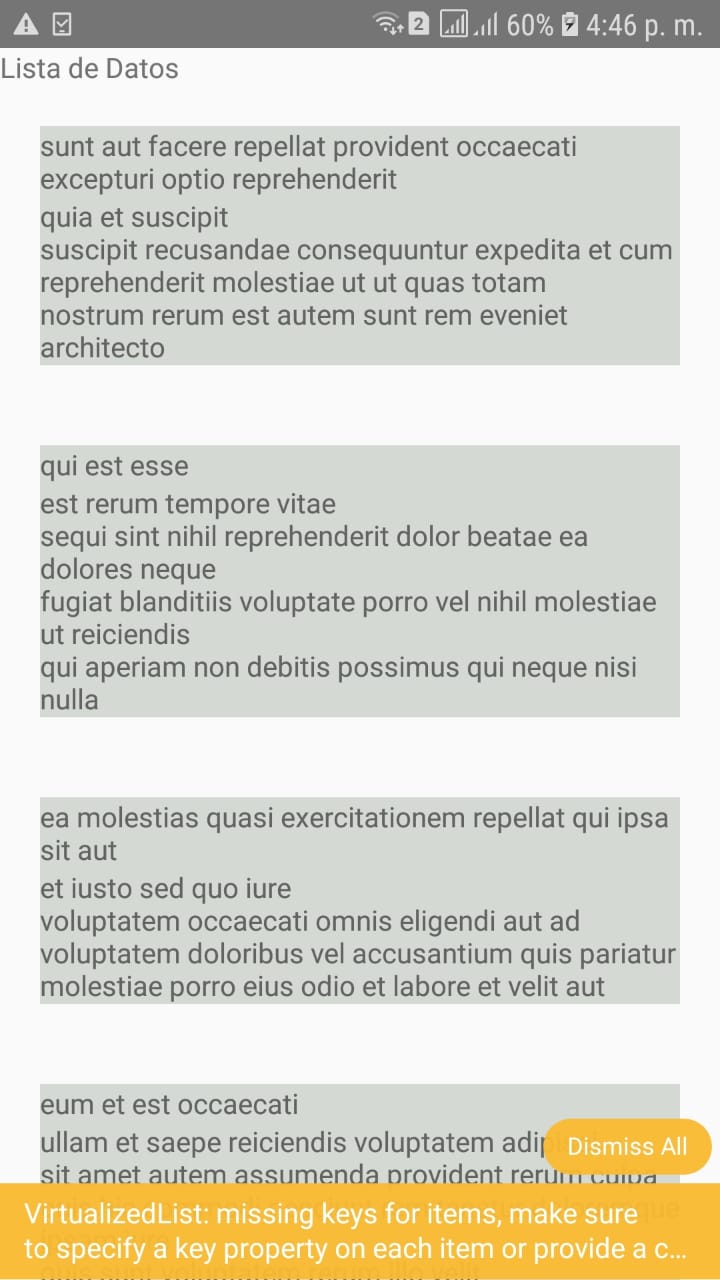 2 60% 4:46 p. m.
Lista de Datos
sunt aut facere repellat provident occaecati
excepturi optio reprehenderit
quia et suscipit
suscipit recusandae consequuntur expedita et cum
reprehenderit molestiae ut ut quas totam
nostrum rerum est autem sunt rem eveniet
architecto
qui est esse
est rerum tempore vitae
sequi sint nihil reprehenderit dolor beatae ea
dolores neque
fugiat blanditiis voluptate porro vel nihil molestiae
ut reiciendis
qui aperiam non debitis possimus qui neque nisi
nulla
ea molestias quasi exercitationem repellat qui ipsa
sit aut
et iusto sed quo iure
voluptatem occaecati omnis eligendi aut ad
voluptatem doloribus vel accusantium quis pariatur
molestiae porro eius odio et labore et velit aut
eum et est occaecati
ullam et saepe reiciendis voluptatem
Dismiss All
sit amet autem assumenda provident rerum culpa
VirtualizedList: missing keys for items, make sure
to specify a key property on each item or provide a c...